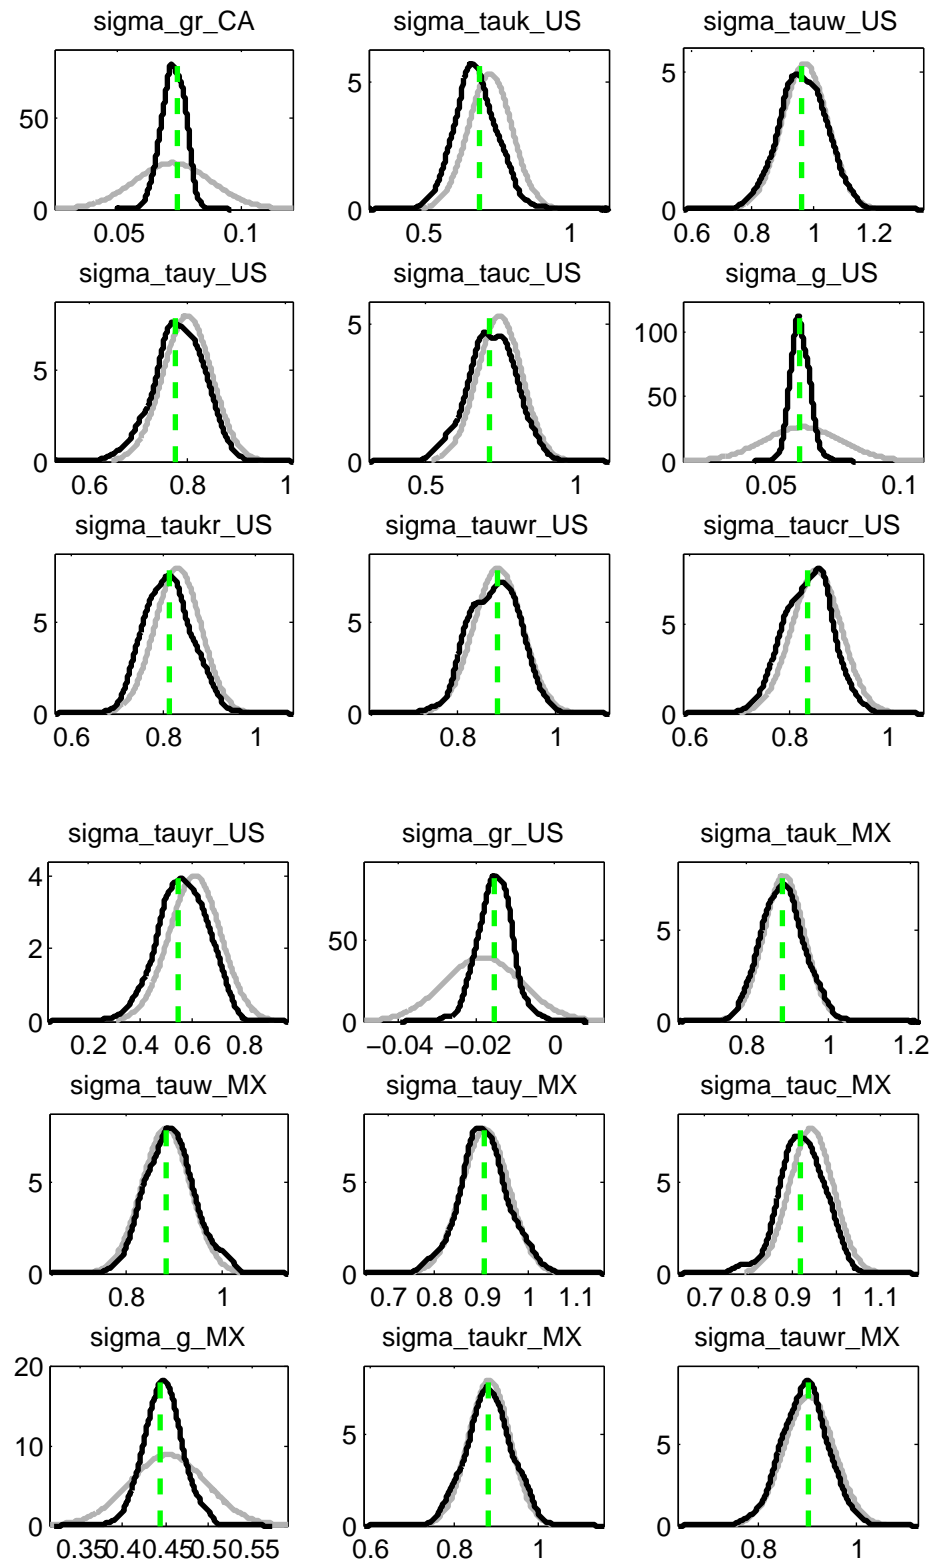 sigma_gr_CA sigma_tauk_US sigma_tauw_US
50 5 5
0 0 0
0.05 0.1 0.5 1 0.6 0.8 1 1.2
sigma_tauy_US sigma_tauc_US sigma_g_US
5 5 100
50
0 0 0
0.6 0.8 1 0.5 1 0.05 0.1
sigma_taukr_US sigma_tauwr_US sigma_taucr_US
5 5 5
0 0 0
0.6 0.8 1 0.8 1 0.6 0.8 1
sigma_tauyr_US sigma_gr_US sigma_tauk_MX
4 50 5
2
0 0 0
0.2 0.4 0.6 0.8 −0.04 −0.02 0 0.8 1 1.2
sigma_tauw_MX sigma_tauy_MX sigma_tauc_MX
5 5 5
0 0 0
0.8 1 0.7 0.8 0.9 1 1.1 0.7 0.8 0.9 1 1.1
sigma_g_MX sigma_taukr_MX sigma_tauwr_MX
20
10 5 5
0 0 0
0.35 0.4 0.45 0.5 0.55 0.6 0.8 1 0.8 1